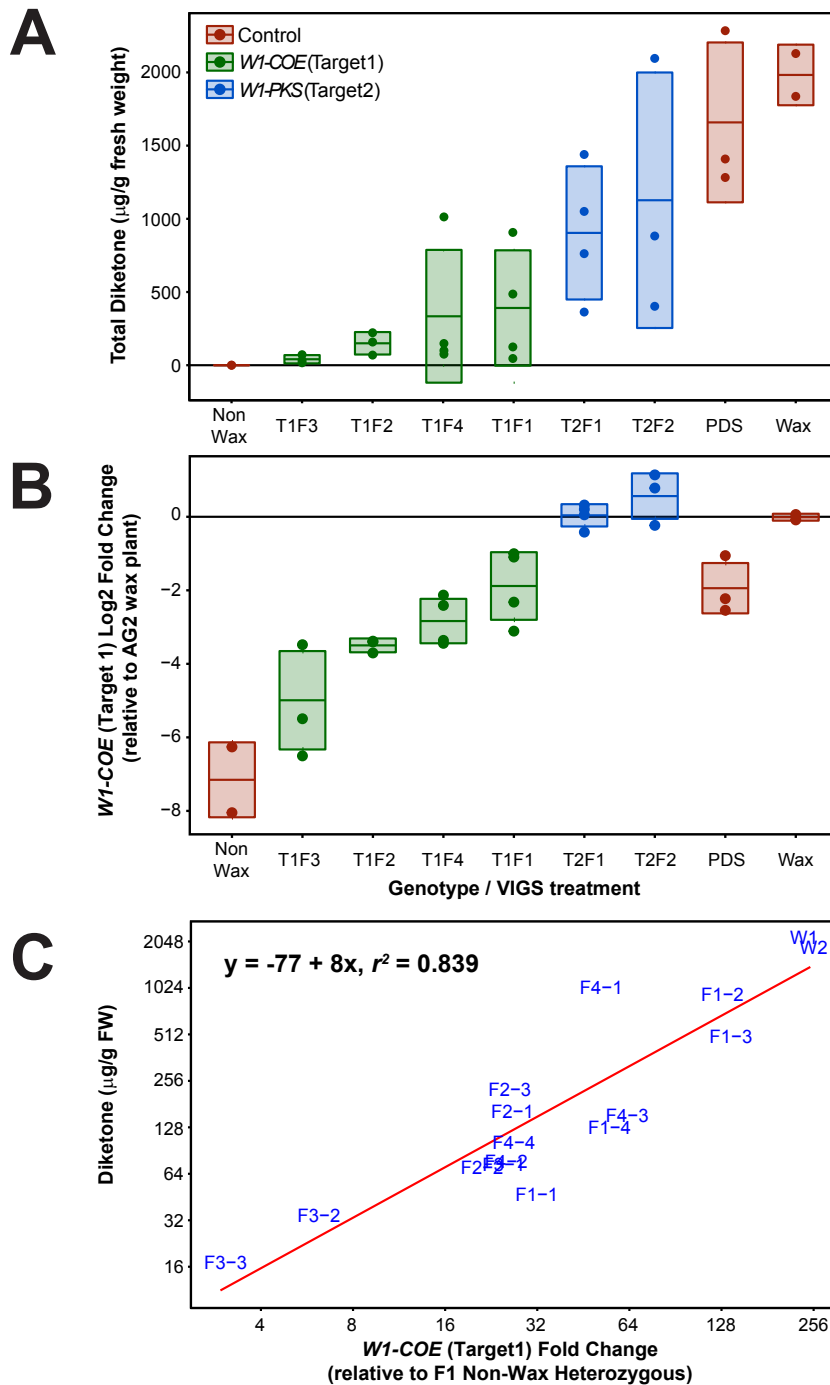 A
Control
W1-COE(Target1)
W1-PKS(Target2)
Total Diketone (μg/g fresh weight)
2000
1500
1000
500
0
Non Wax T1F3 T1F2 T1F4 T1F1 T2F1 T2F2 PDS Wax
B
W1-COE (Target 1) Log2 Fold Change
(relative to AG2 wax plant)
0
−2
−4
−6
−8
Non Wax T1F3 T1F2 T1F4 T1F1 T2F1 T2F2 PDS Wax
Genotype / VIGS treatment
C
y = -77 + 8x, r² = 0.839
Diketone (μg/g FW)
2048
1024
512
256
128
64
32
16
W1
W2
F4−1
F1−2
F1−3
F2−3
F2−1
F4−3
F1−4
F4−4
F4−2
F2−2
F1−1
F3−2
F3−3
4 8 16 32 64 128 256
W1-COE (Target1) Fold Change
(relative to F1 Non-Wax Heterozygous)